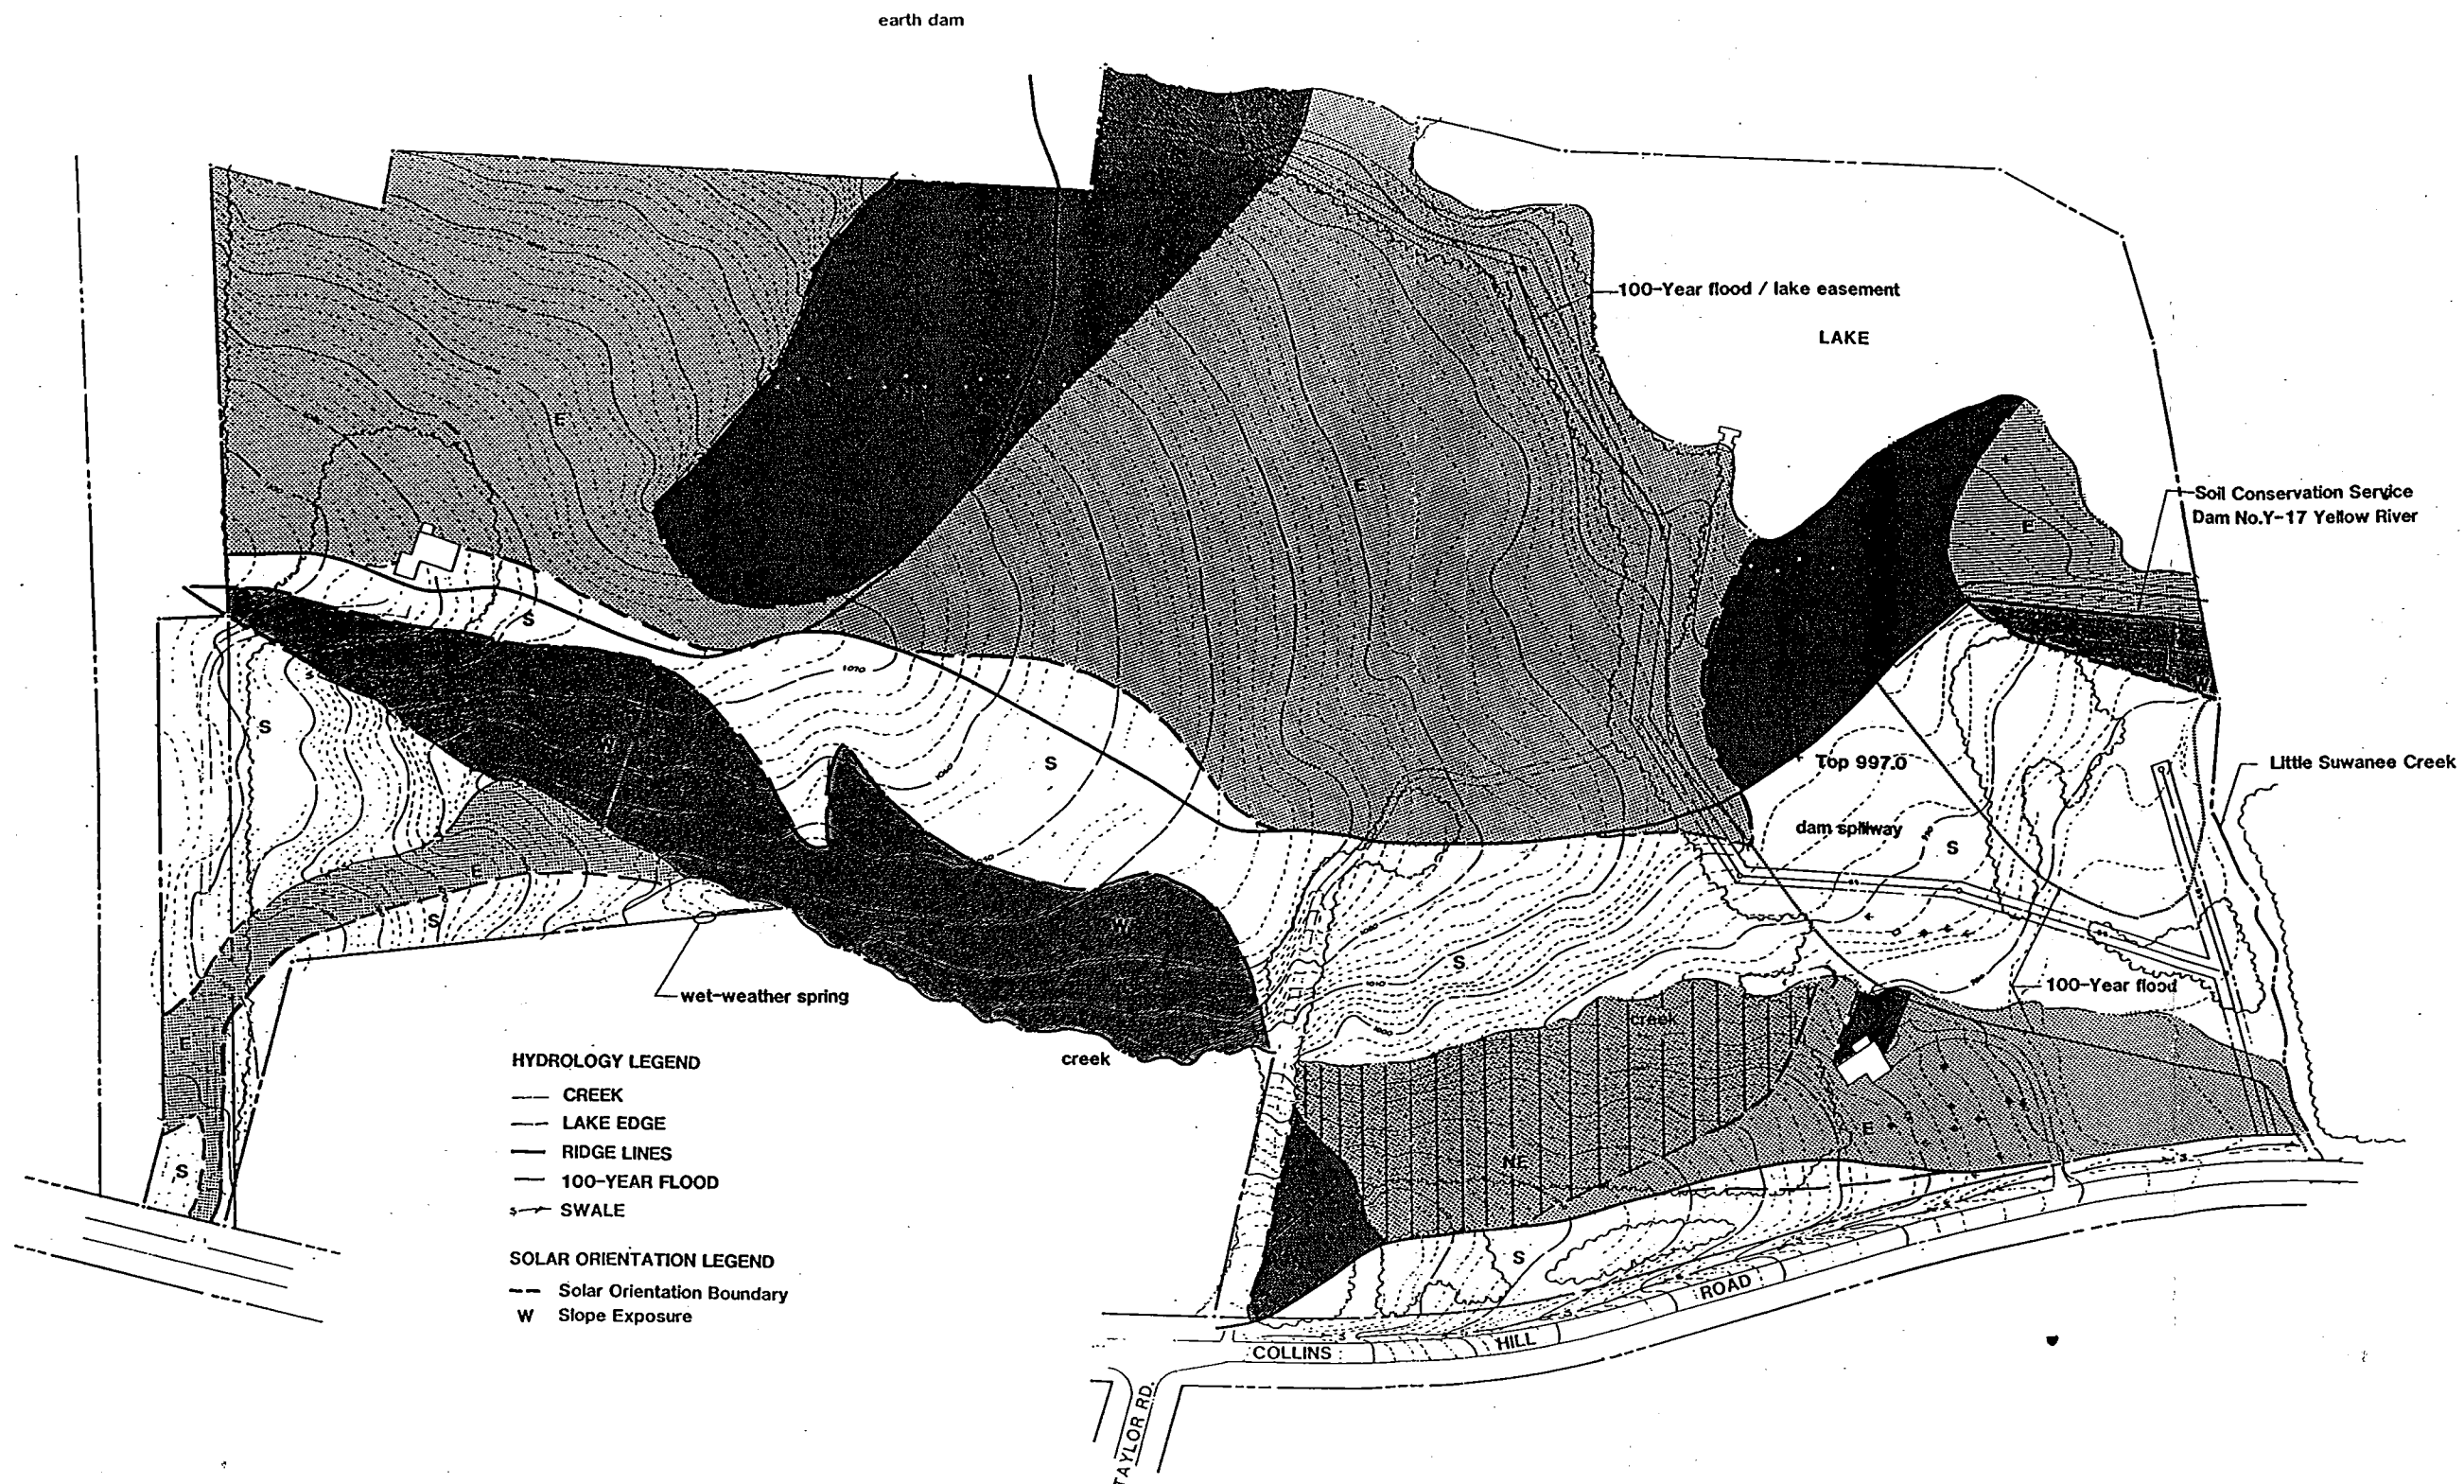 earth dam
100-Year flood / lake easement
LAKE
E
E
E
Soil Conservation Service
Dam No.Y-17 Yellow River
S
1070
S
W
S
1060
Top 997.0
Little Suwanee Creek
dam spillway
S
E
S
W
S
100-Year flood
wet-weather spring
creek
creek
E
E
NE
S
S
HYDROLOGY LEGEND
CREEK
LAKE EDGE
RIDGE LINES
100-YEAR FLOOD
S SWALE
SOLAR ORIENTATION LEGEND
Solar Orientation Boundary
W Slope Exposure
COLLINS HILL ROAD
TAYLOR RD.